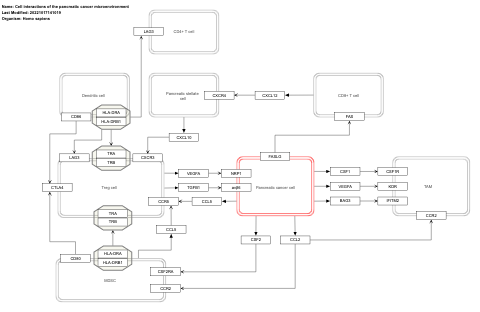 Name: Cell interactions of the pancreatic cancer microenvironment
Last Modified: 20221017141019
Organism: Homo sapiens
LAG3
CD4+ T cell
Dendritic cell
Pancreatic stellate
cell
CD8+ T cell
CXCR4
CXCL12
HLA-DRA
HLA-DRB1
CD86
FAS
CXCL10
TRA
TRB
LAG3
CXCR3
FASLG
VEGFA
NRP1
CSF1
CSF1R
CTLA4
Treg cell
TGFB1
Pancreatic cancer cell
VEGFA
KDR
TAM
CCR5
CCL5
BAG3
IFITM2
TRA
TRB
CCR2
CCL5
CSF2
CCL2
CD80
HLA-DRA
HLA-DRB1
CSF2RA
MDSC
CCR2